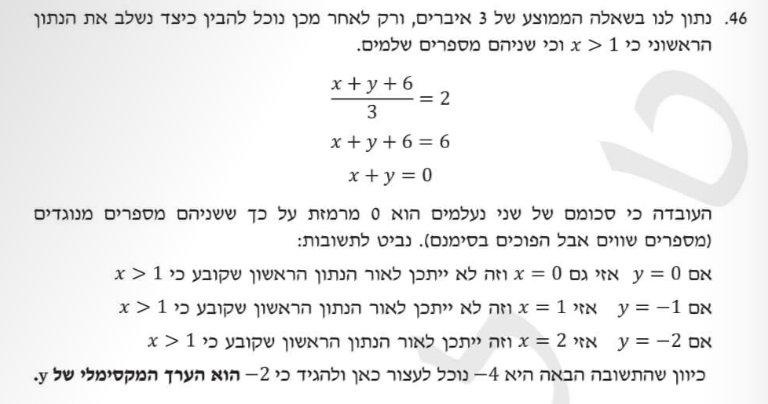 46. נתון לנו בשאלה הממוצע של 3 איברים, ורק לאחר מכן נוכל להבין כיצד נשלב את הנתון
הראשוני כי x > 1 וכי שניהם מספרים שלמים.
(x + y + 6)/3 = 2
x + y + 6 = 6
x + y = 0
העובדה כי סכומם של שני נעלמים הוא 0 מרמזת על כך ששניהם מספרים מנוגדים
(מספרים שווים אבל הפוכים בסימנם). נביט לתשובות:
אם y = 0 אזי גם x = 0 וזה לא ייתכן לאור הנתון הראשון שקובע כי x > 1
אם y = −1 אזי x = 1 וזה לא ייתכן לאור הנתון הראשון שקובע כי x > 1
אם y = −2 אזי x = 2 וזה ייתכן לאור הנתון הראשון שקובע כי x > 1
כיוון שהתשובה הבאה היא −4 נוכל לעצור כאן ולהגיד כי −2 הוא הערך המקסימלי של y.